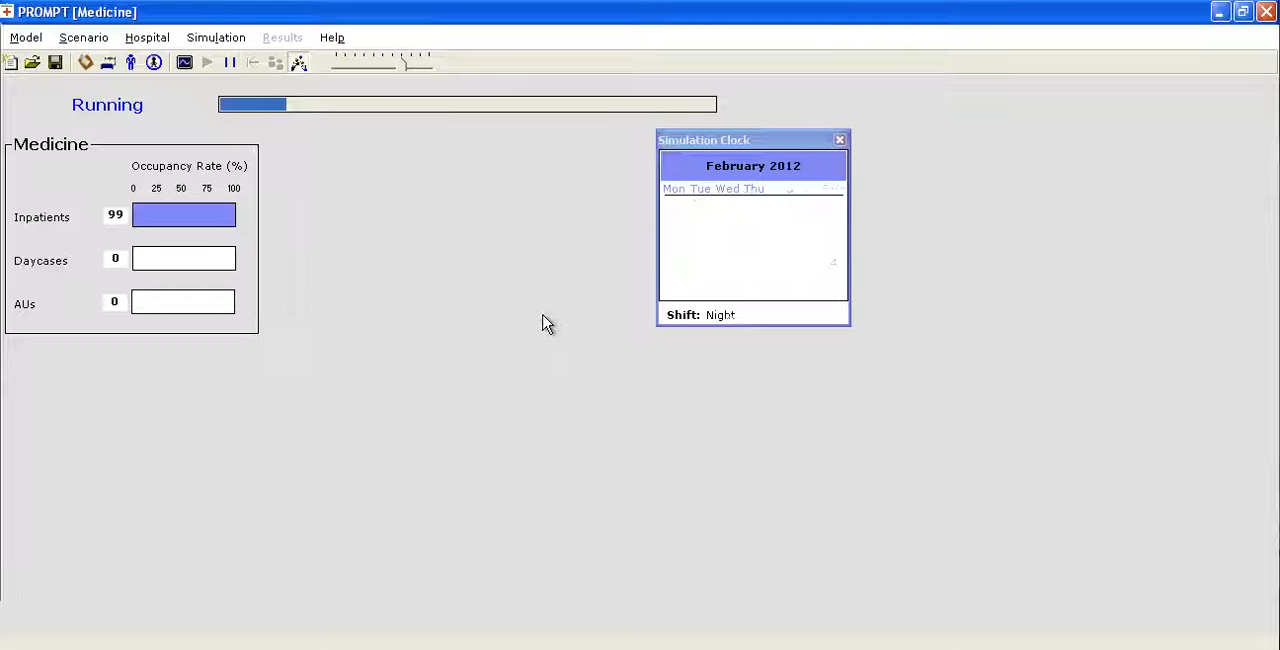 PROMPT [Medicine]
Model Scenario Hospital Simulation Results Help
Running
Medicine
Occupancy Rate (%)
0 25 50 75 100
Inpatients 99
Daycases 0
AUs 0
Simulation Clock
February 2012
Mon Tue Wed Thu
Shift: Night